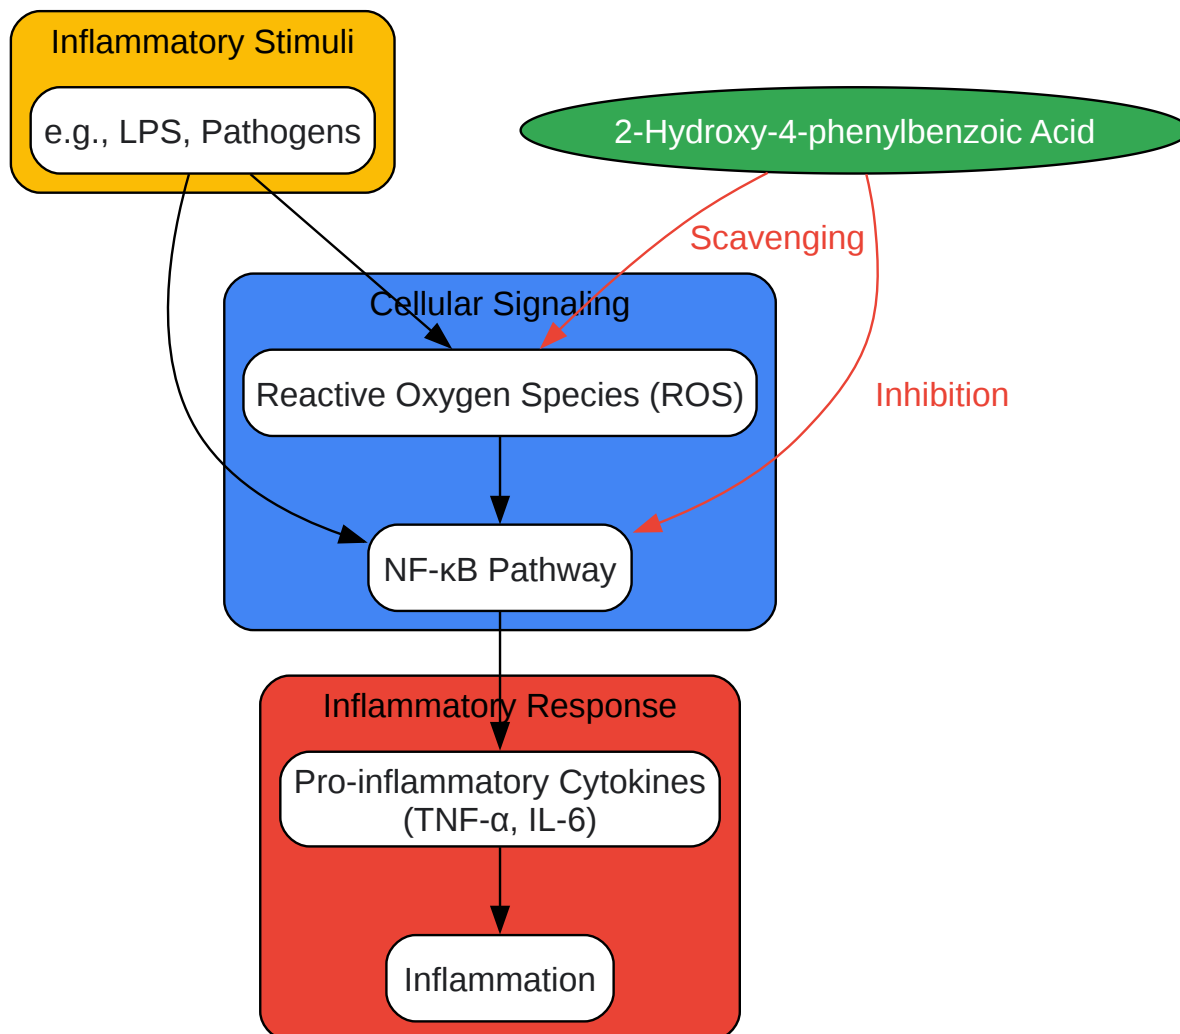 Inflammatory Stimuli
e.g., LPS, Pathogens
2-Hydroxy-4-phenylbenzoic Acid
Scavenging
Cellular Signaling
Reactive Oxygen Species (ROS)
Inhibition
NF-κB Pathway
Inflammatory Response
Pro-inflammatory Cytokines
(TNF-α, IL-6)
Inflammation